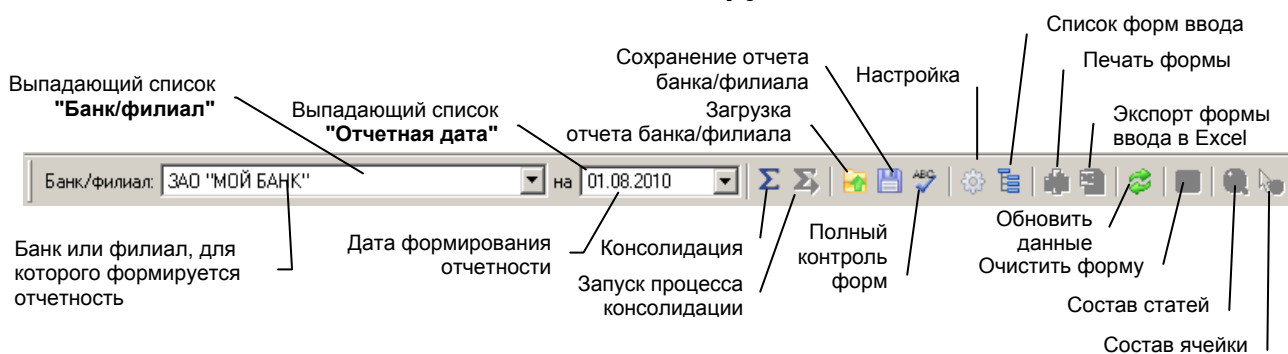 Список форм ввода
Сохранение отчета
банка/филиала
Настройка
Печать формы
Выпадающий список
"Банк/филиал"
Выпадающий список
"Отчетная дата"
Загрузка
отчета банка/филиала
Экспорт формы
ввода в Excel
Банк/филиал: ЗАО "МОЙ БАНК" на 01.08.2010 ABC
Банк или филиал, для
которого формируется
отчетность
Дата формирования
отчетности
Консолидация
Запуск процесса
консолидации
Полный
контроль
форм
Обновить
данные
Очистить форму
Состав статей
Состав ячейки